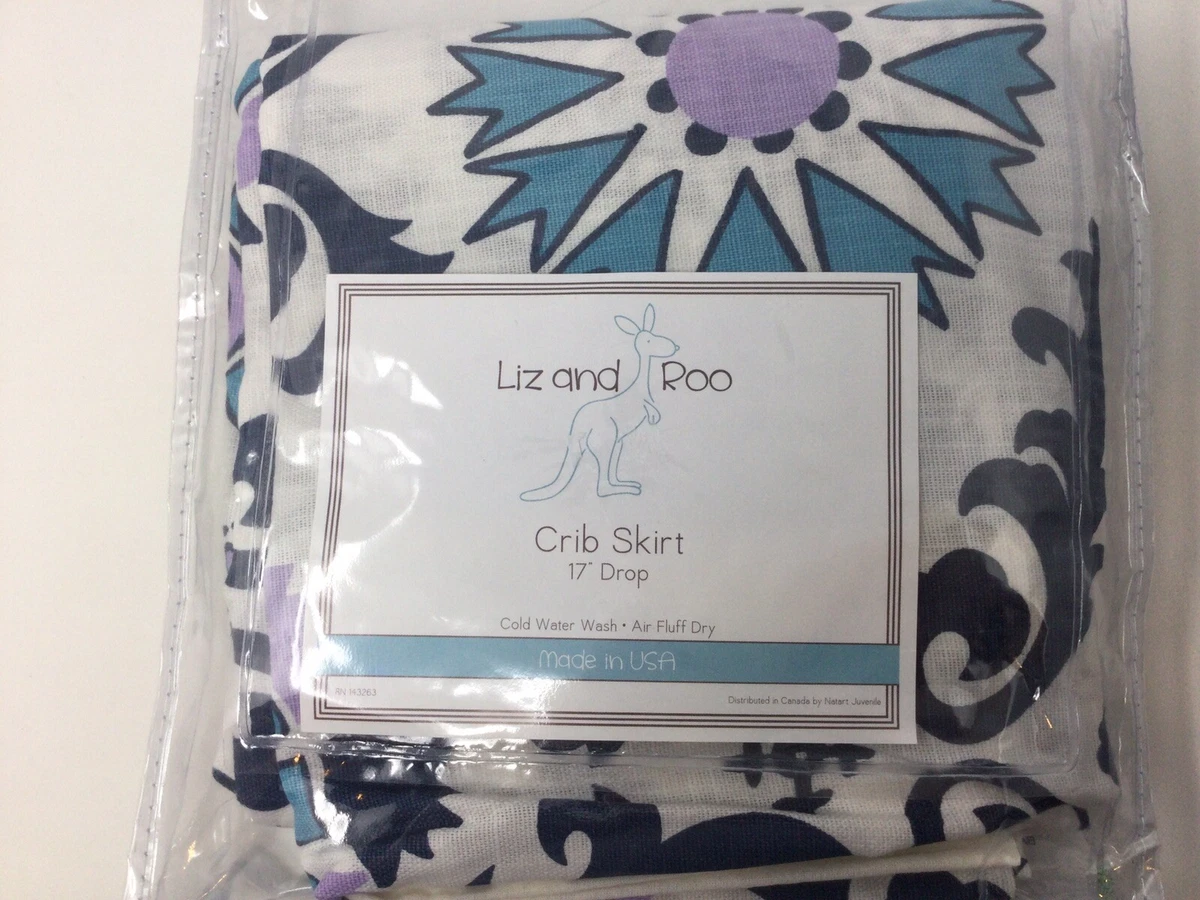 Liz and Roo
Crib Skirt
17" Drop
Cold Water Wash • Air Fluff Dry
Made in USA
RN 143263
Distributed in Canada by Natart Juvenile